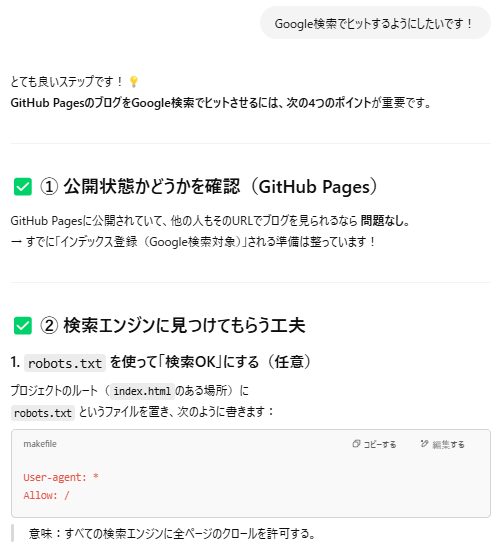 Google検索でヒットするようにしたいです！
とても良いステップです！💡
GitHub PagesのブログをGoogle検索でヒットさせるには、次の4つのポイントが重要です。
✅ ① 公開状態かどうかを確認（GitHub Pages）
GitHub Pagesに公開されていて、他の人もそのURLでブログを見られるなら 問題なし。
→ すでに「インデックス登録（Google検索対象）」される準備は整っています！
✅ ② 検索エンジンに見つけてもらう工夫
1. robots.txt を使って「検索OK」にする（任意）
プロジェクトのルート（index.htmlのある場所）に
robots.txt というファイルを置き、次のように書きます：
makefile
コピーする
編集する
User-agent: *
Allow: /
意味：すべての検索エンジンに全ページのクロールを許可する。